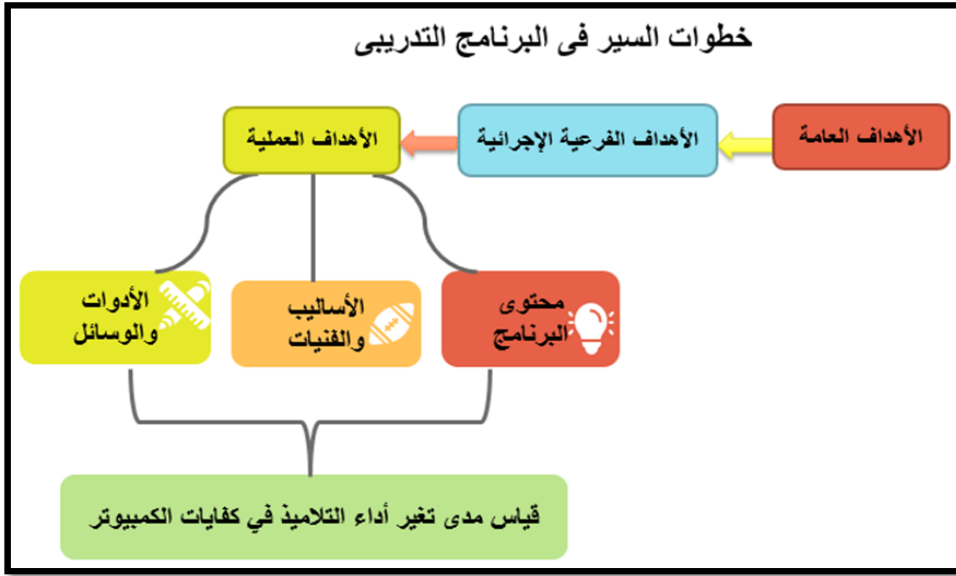 خطوات السير فى البرنامج التدريبى
الأهداف العامة
الأهداف الفرعية الإجرائية
الأهداف العملية
محتوى
البرنامج
الأساليب
والفنيات
الأدوات
والوسائل
قياس مدى تغير أداء التلاميذ في كفايات الكمبيوتر